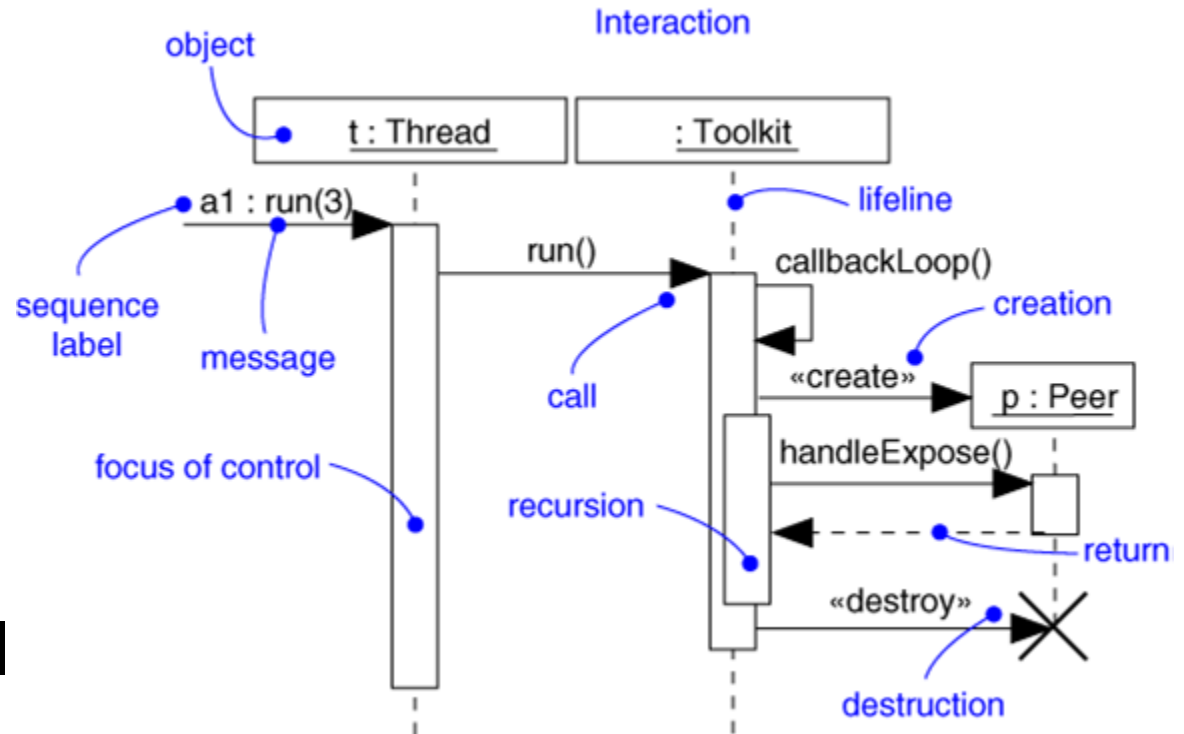 Interaction
object
t : Thread
: Toolkit
a1 : run(3)
lifeline
run()
callbackLoop()
sequence
label
message
creation
call
«create»
p : Peer
focus of control
handleExpose()
recursion
return
«destroy»
destruction